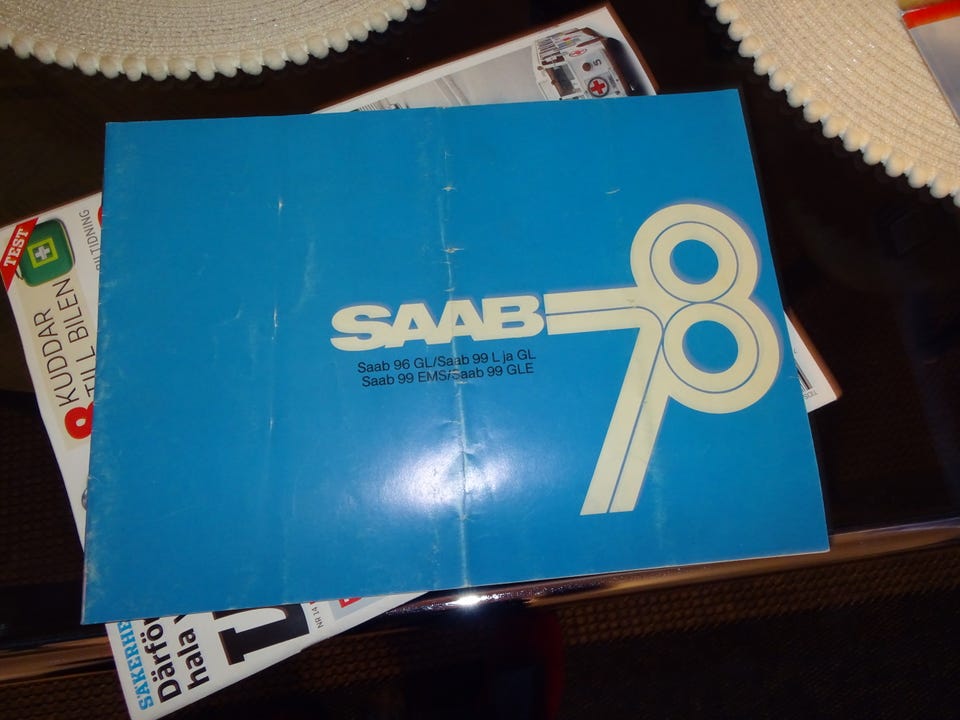 SAAB 78
Saab 96 GL/Saab 99 L ja GL
Saab 99 EMS/Saab 99 GLE
TEST
KUDDAR
TILL BILEN
TIDNING
SÄKERHE
Därför
hala v
NR 14